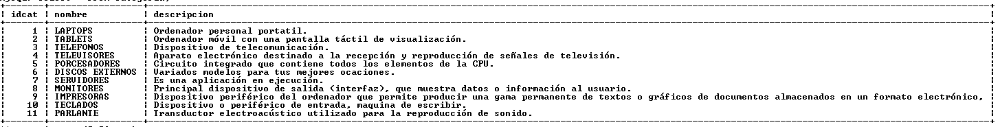 idcat nombre descripcion
1 LAPTOPS Ordenador personal portatil.
2 TABLETS Ordenador móvil con una pantalla táctil de visualización.
3 TELEFONOS Dispositivo de telecomunicación.
4 TELEVISORES Aparato electrónico destinado a la recepción y reproducción de señales de televisión.
5 PORCESADORES Circuito integrado que contiene todos los elementos de la CPU.
6 DISCOS EXTERNOS Variados modelos para tus mejores ocaciones.
7 SERVIDORES Es una aplicación en ejecución.
8 MONITORES Principal dispositivo de salida (interfaz), que muestra datos o información al usuario.
9 IMPRESORAS Dispositivo periférico del ordenador que permite producir una gama permanente de textos o gráficos de documentos almacenados en un formato electrónico,
10 TECLADOS Dispositivo o periférico de entrada, maquina de escribir.
11 PARLANTE Transductor electroacústico utilizado para la reproducción de sonido.